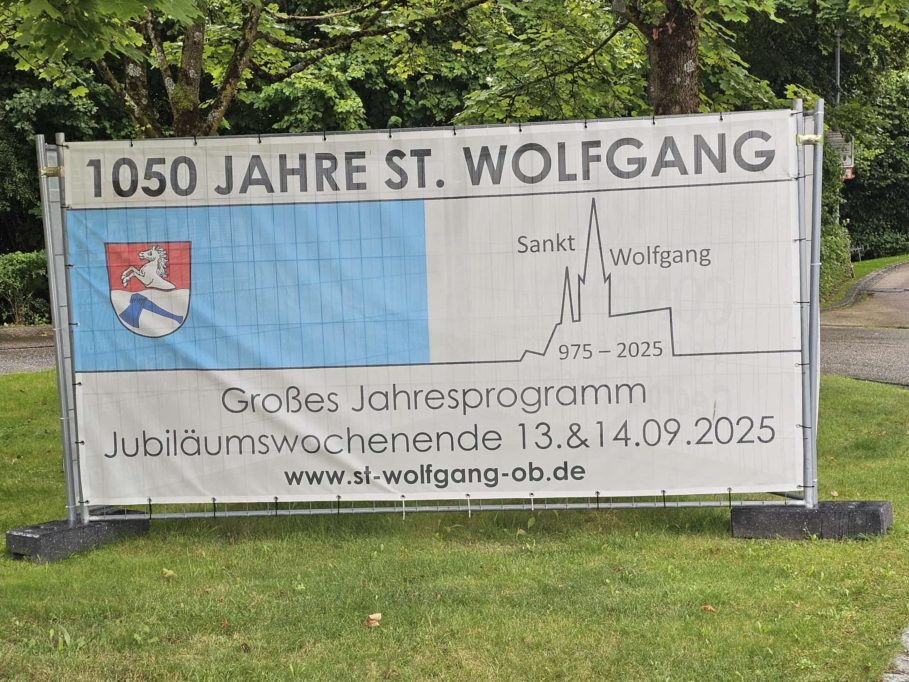 1050 JAHRE ST. WOLFGANG
Sankt Wolfgang
975 – 2025
Großes Jahresprogramm
Jubiläumswochenende 13.&14.09.2025
www.st-wolfgang-ob.de